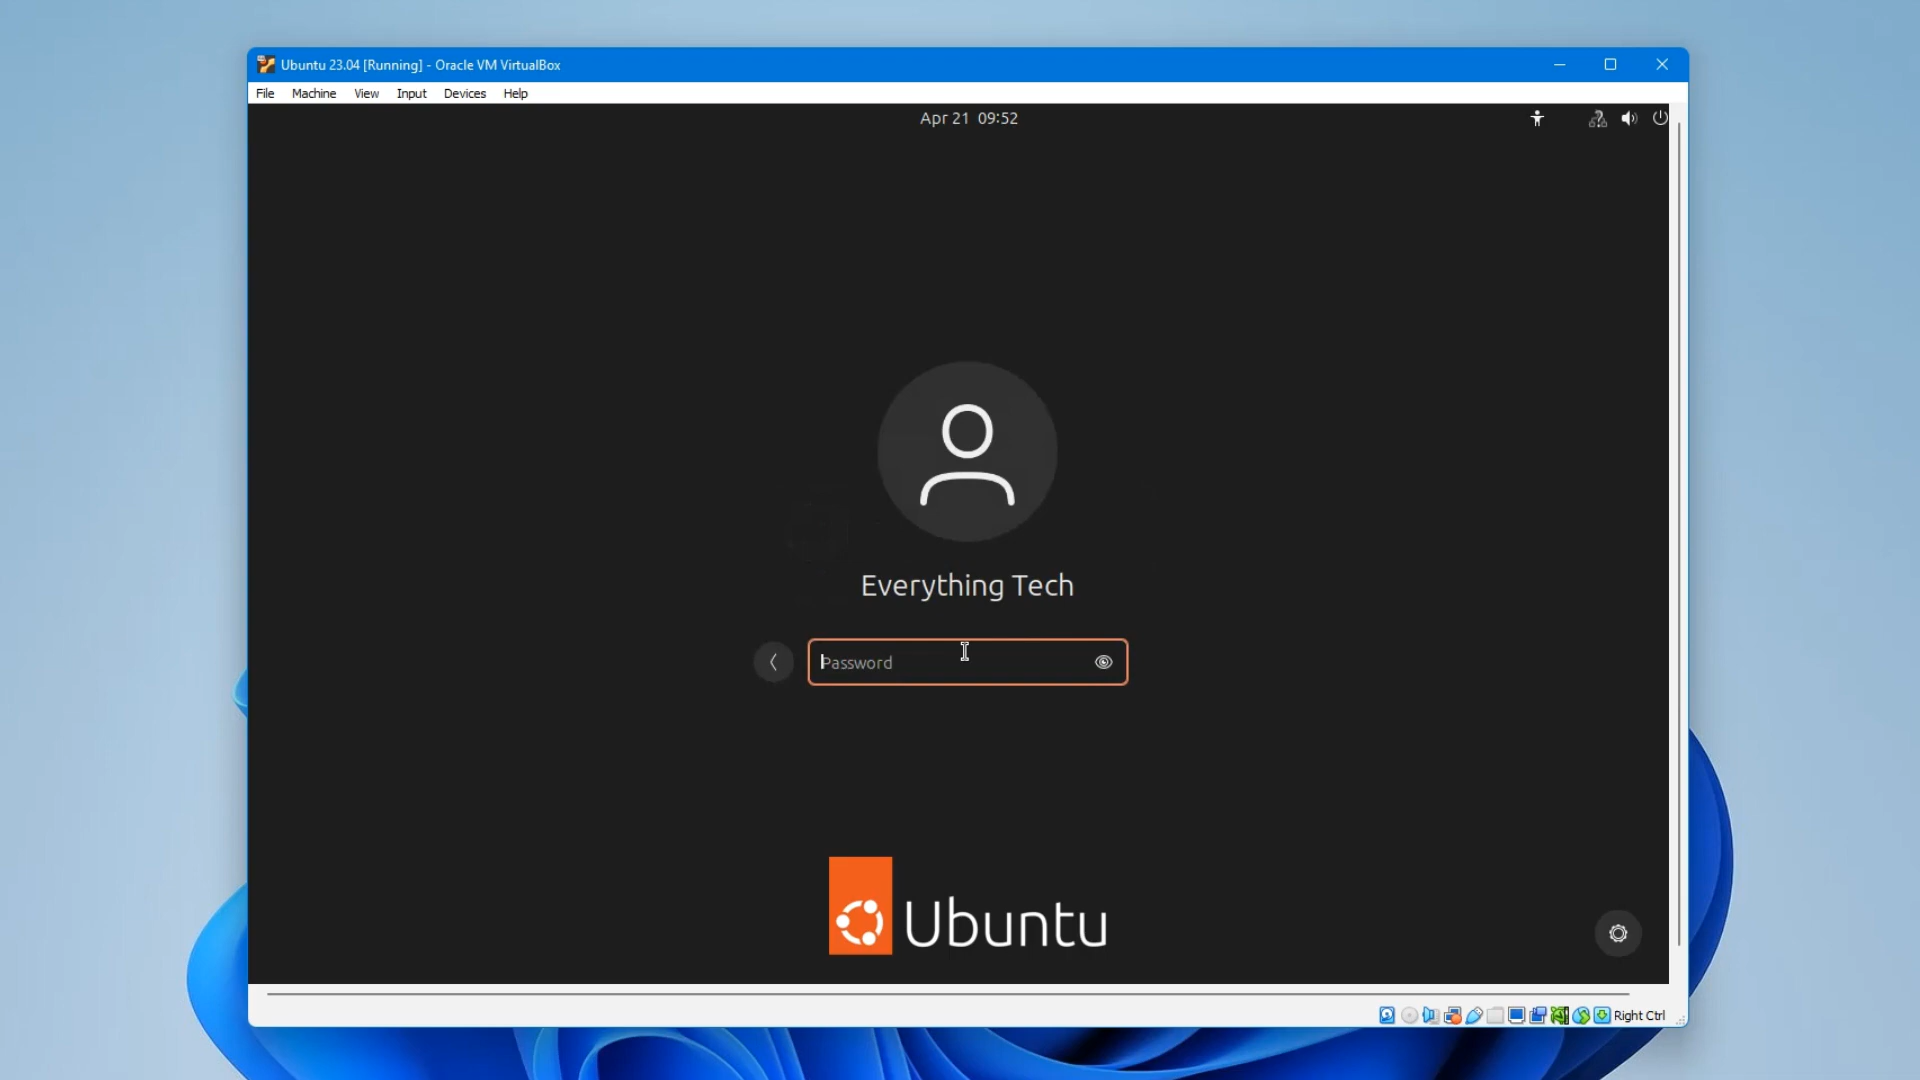 Ubuntu 23.04 [Running] - Oracle VM VirtualBox
File Machine View Input Devices Help
Apr 21 09:52
Everything Tech
Password
Ubuntu
Right Ctrl